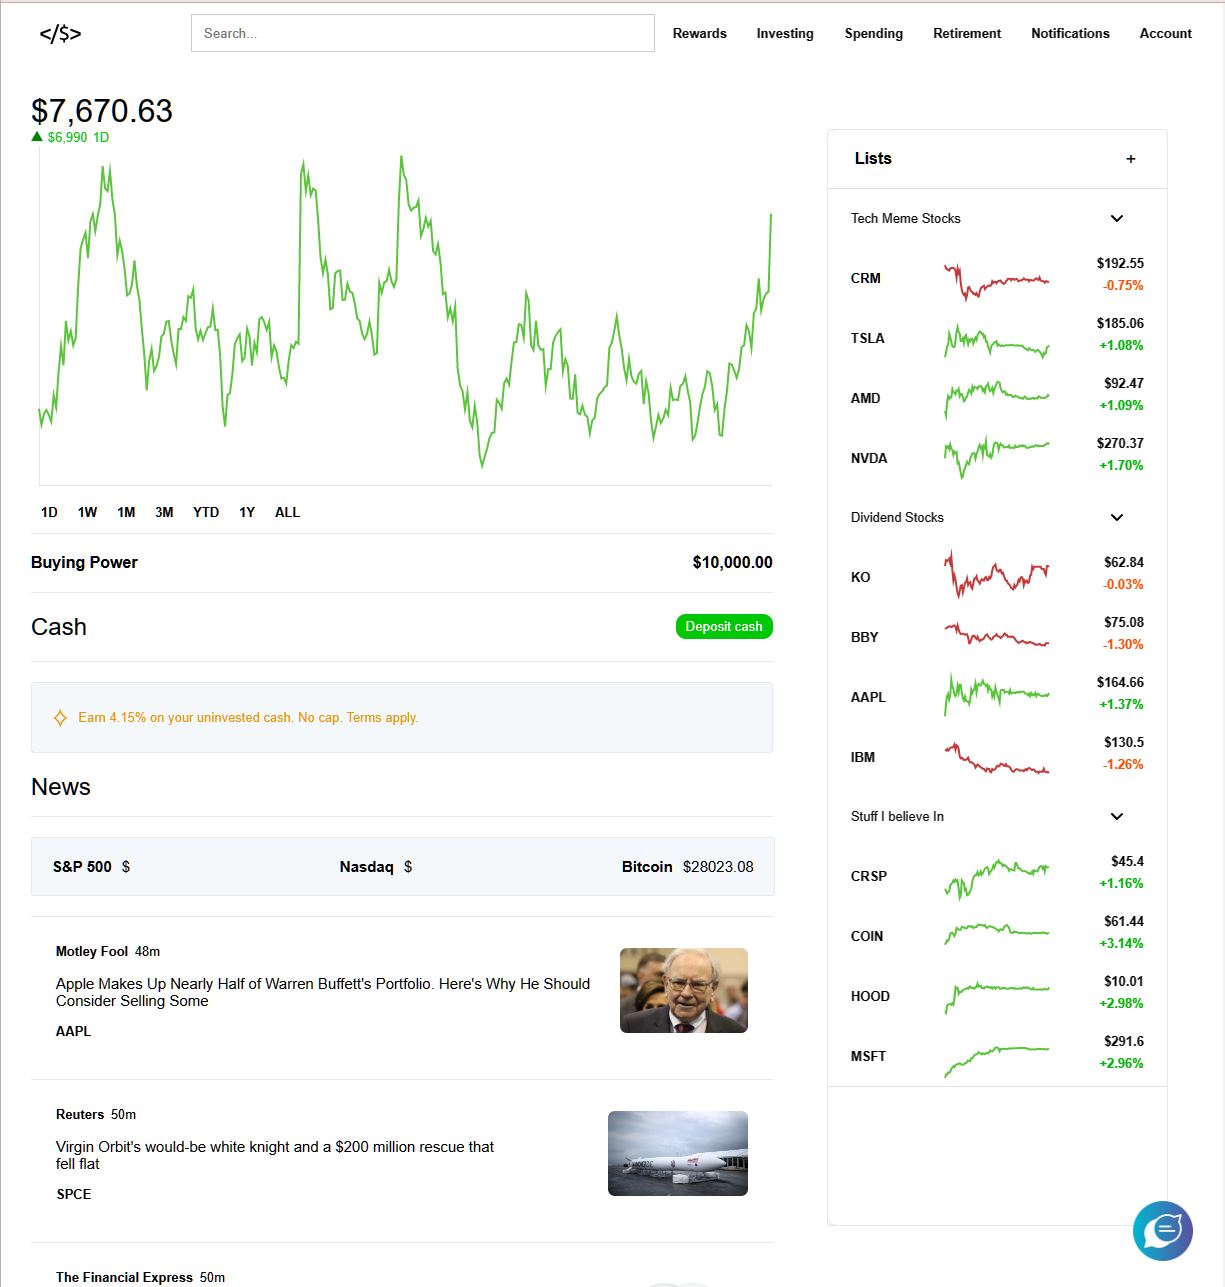 </$>
Search...
Rewards
Investing
Spending
Retirement
Notifications
Account
$7,670.63
$6,990 1D
1D 1W 1M 3M YTD 1Y ALL
Buying Power $10,000.00
Cash
Deposit cash
Earn 4.15% on your uninvested cash. No cap. Terms apply.
News
S&P 500 $
Nasdaq $
Bitcoin $28023.08
Motley Fool 48m
Apple Makes Up Nearly Half of Warren Buffett's Portfolio. Here's Why He Should
Consider Selling Some
AAPL
Reuters 50m
Virgin Orbit's would-be white knight and a $200 million rescue that
fell flat
SPCE
The Financial Express 50m
Lists +
Tech Meme Stocks
CRM
$192.55
-0.75%
TSLA
$185.06
+1.08%
AMD
$92.47
+1.09%
NVDA
$270.37
+1.70%
Dividend Stocks
KO
$62.84
-0.03%
BBY
$75.08
-1.30%
AAPL
$164.66
+1.37%
IBM
$130.5
-1.26%
Stuff I believe In
CRSP
$45.4
+1.16%
COIN
$61.44
+3.14%
HOOD
$10.01
+2.98%
MSFT
$291.6
+2.96%